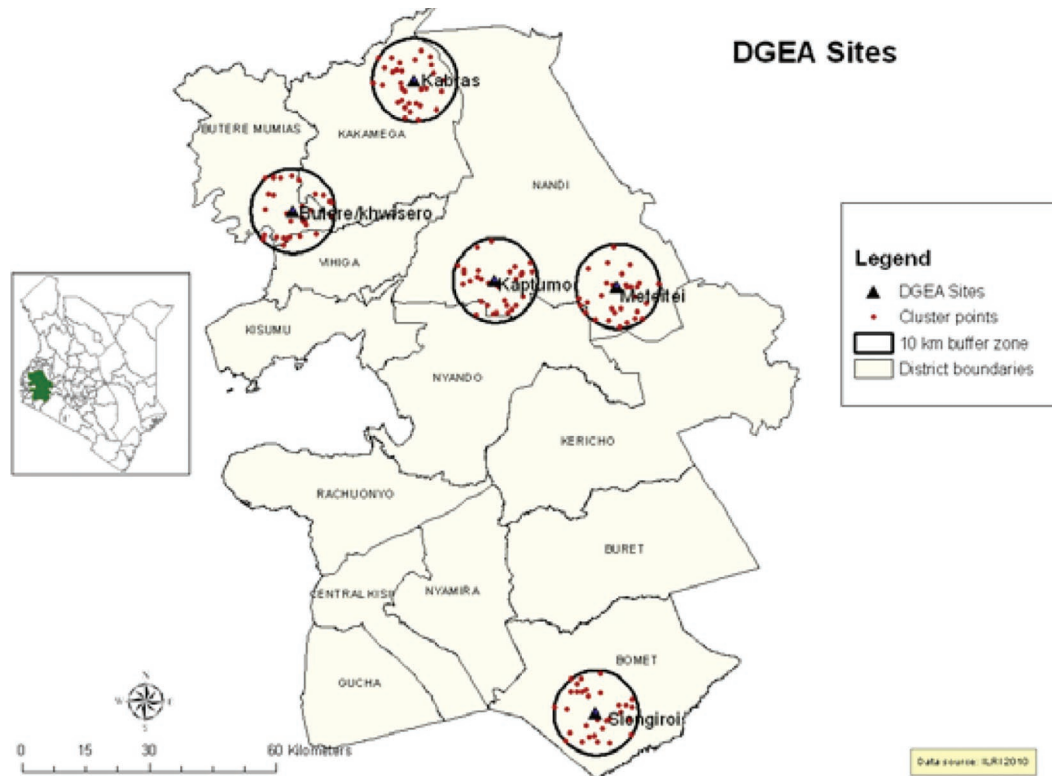 DGEA Sites
Kabras
BUTERE MUMIAS
KAKAMEGA
NANDI
Butere/khwisero
VIHIGA
Kaptumo
Meteitei
KISUMU
NYANDO
KERICHO
RACHUONYO
BURET
CENTRAL KISII
NYAMIRA
BOMET
GUCHA
Siongiroi
Legend
DGEA Sites
Cluster points
10 km buffer zone
District boundaries
N
W
E
S
0 15 30 60 Kilometers
Data source: ILRI 2010